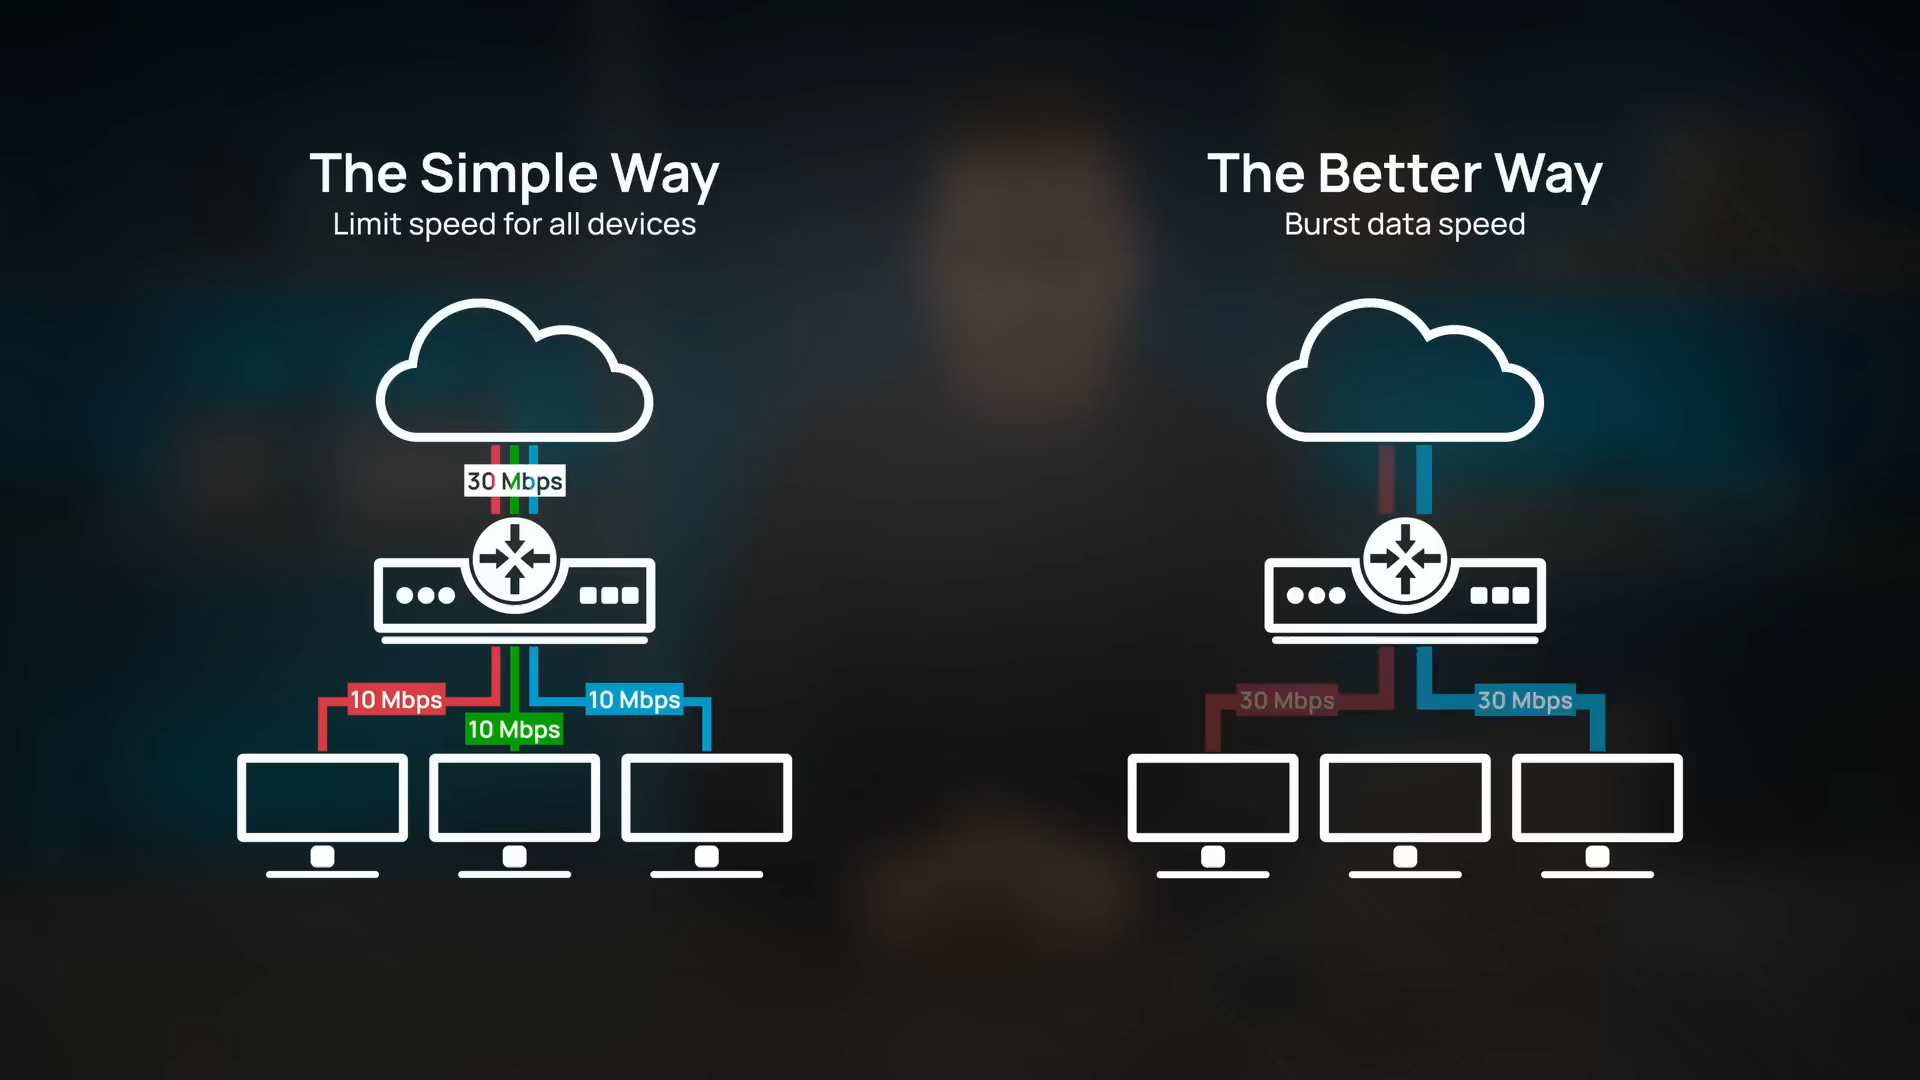 The Simple Way
Limit speed for all devices
30 Mbps
10 Mbps
10 Mbps
10 Mbps
The Better Way
Burst data speed
30 Mbps
30 Mbps